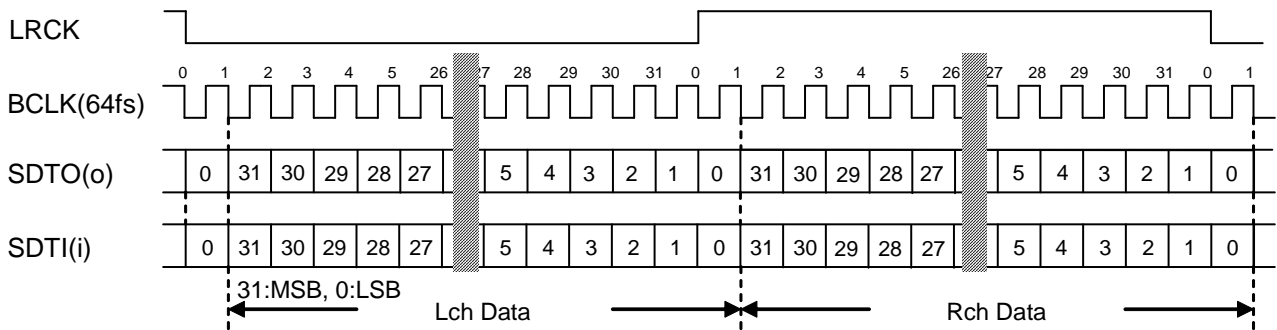 LRCK
0 1 2 3 4 5 26 27 28 29 30 31 0 1 2 3 4 5 26 27 28 29 30 31 0 1
BCLK(64fs)
SDTO(o) 0 31 30 29 28 27 5 4 3 2 1 0 31 30 29 28 27 5 4 3 2 1 0
SDTI(i) 0 31 30 29 28 27 5 4 3 2 1 0 31 30 29 28 27 5 4 3 2 1 0
31:MSB, 0:LSB
Lch Data Rch Data